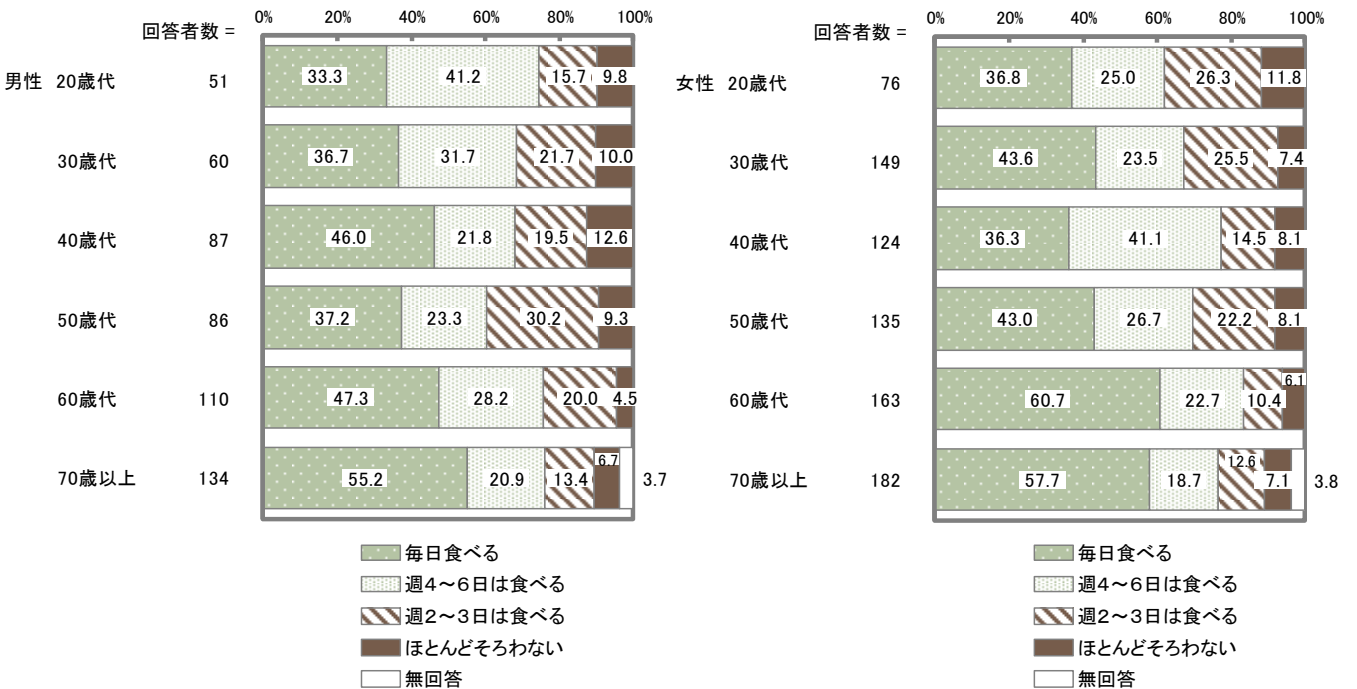 0% 20% 40% 60% 80% 100%
回答者数 =
男性 20歳代 51 33.3 41.2 15.7 9.8
30歳代 60 36.7 31.7 21.7 10.0
40歳代 87 46.0 21.8 19.5 12.6
50歳代 86 37.2 23.3 30.2 9.3
60歳代 110 47.3 28.2 20.0 4.5
70歳以上 134 55.2 20.9 13.4 6.7 3.7
毎日食べる
週4～6日は食べる
週2～3日は食べる
ほとんどそろわない
無回答
0% 20% 40% 60% 80% 100%
回答者数 =
女性 20歳代 76 36.8 25.0 26.3 11.8
30歳代 149 43.6 23.5 25.5 7.4
40歳代 124 36.3 41.1 14.5 8.1
50歳代 135 43.0 26.7 22.2 8.1
60歳代 163 60.7 22.7 10.4 6.1
70歳以上 182 57.7 18.7 12.6 7.1 3.8
毎日食べる
週4～6日は食べる
週2～3日は食べる
ほとんどそろわない
無回答